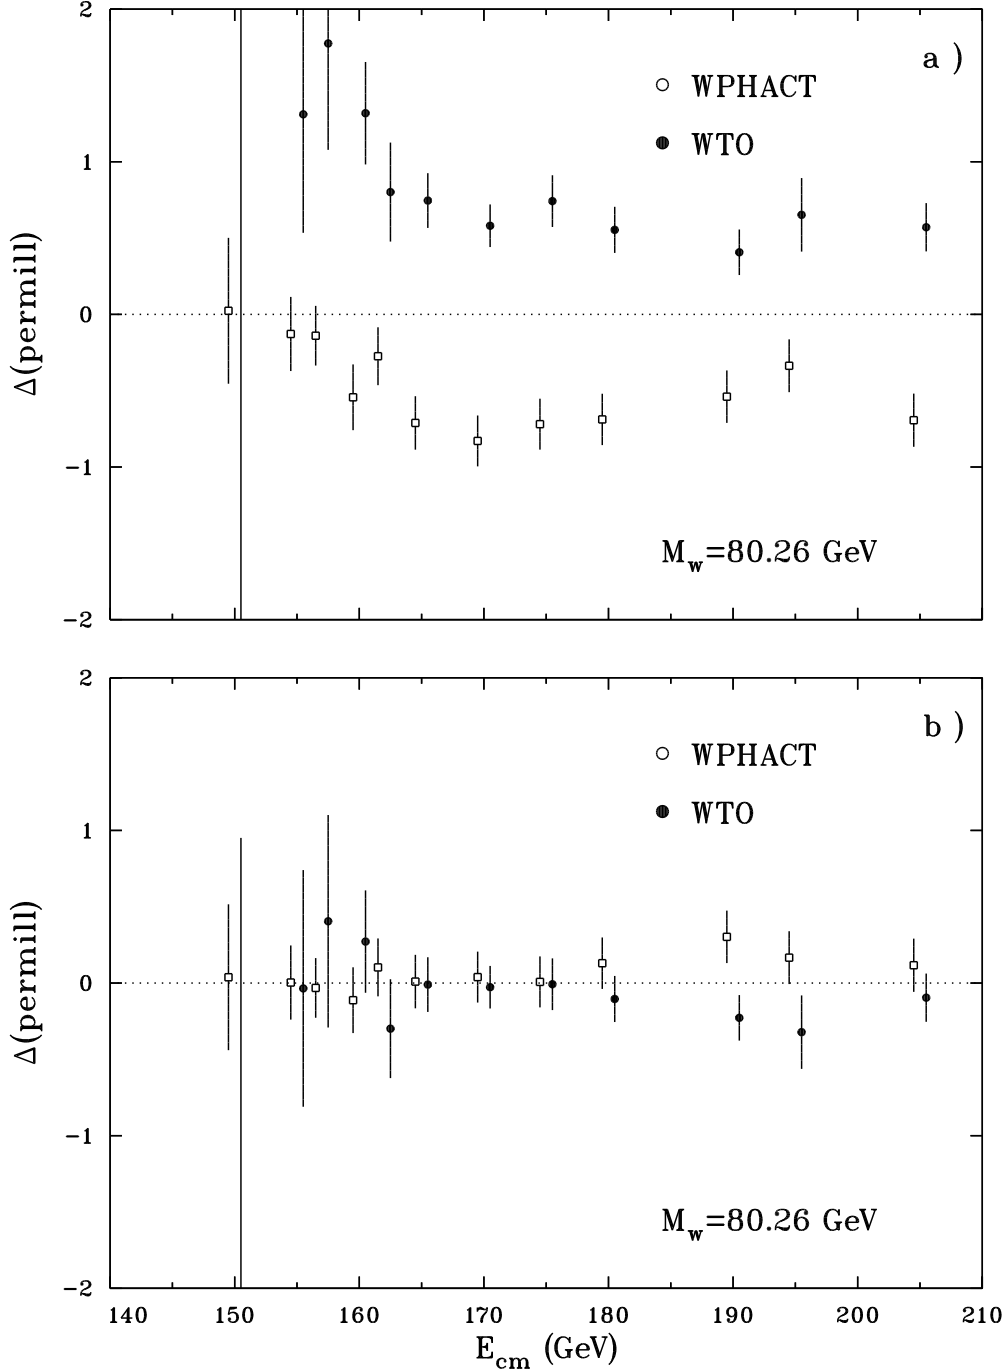 2
a )
WPHACT
WTO
1
0
Δ(permill)
-1
M_w=80.26 GeV
-2
2
b )
WPHACT
WTO
1
0
Δ(permill)
-1
M_w=80.26 GeV
-2
140 150 160 170 180 190 200 210
E_cm (GeV)